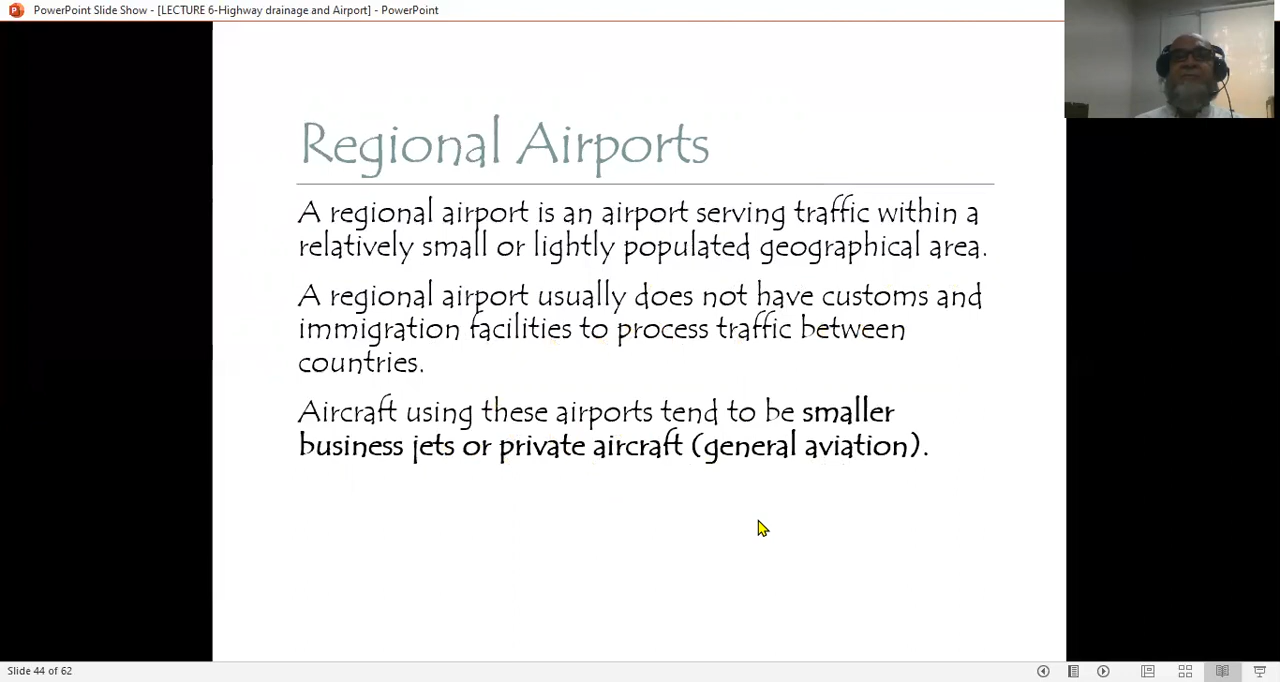 PowerPoint Slide Show - [LECTURE 6-Highway drainage and Airport] - PowerPoint
Regional Airports
A regional airport is an airport serving traffic within a
relatively small or lightly populated geographical area.
A regional airport usually does not have customs and
immigration facilities to process traffic between
countries.
Aircraft using these airports tend to be smaller
business jets or private aircraft (general aviation).
Slide 44 of 62